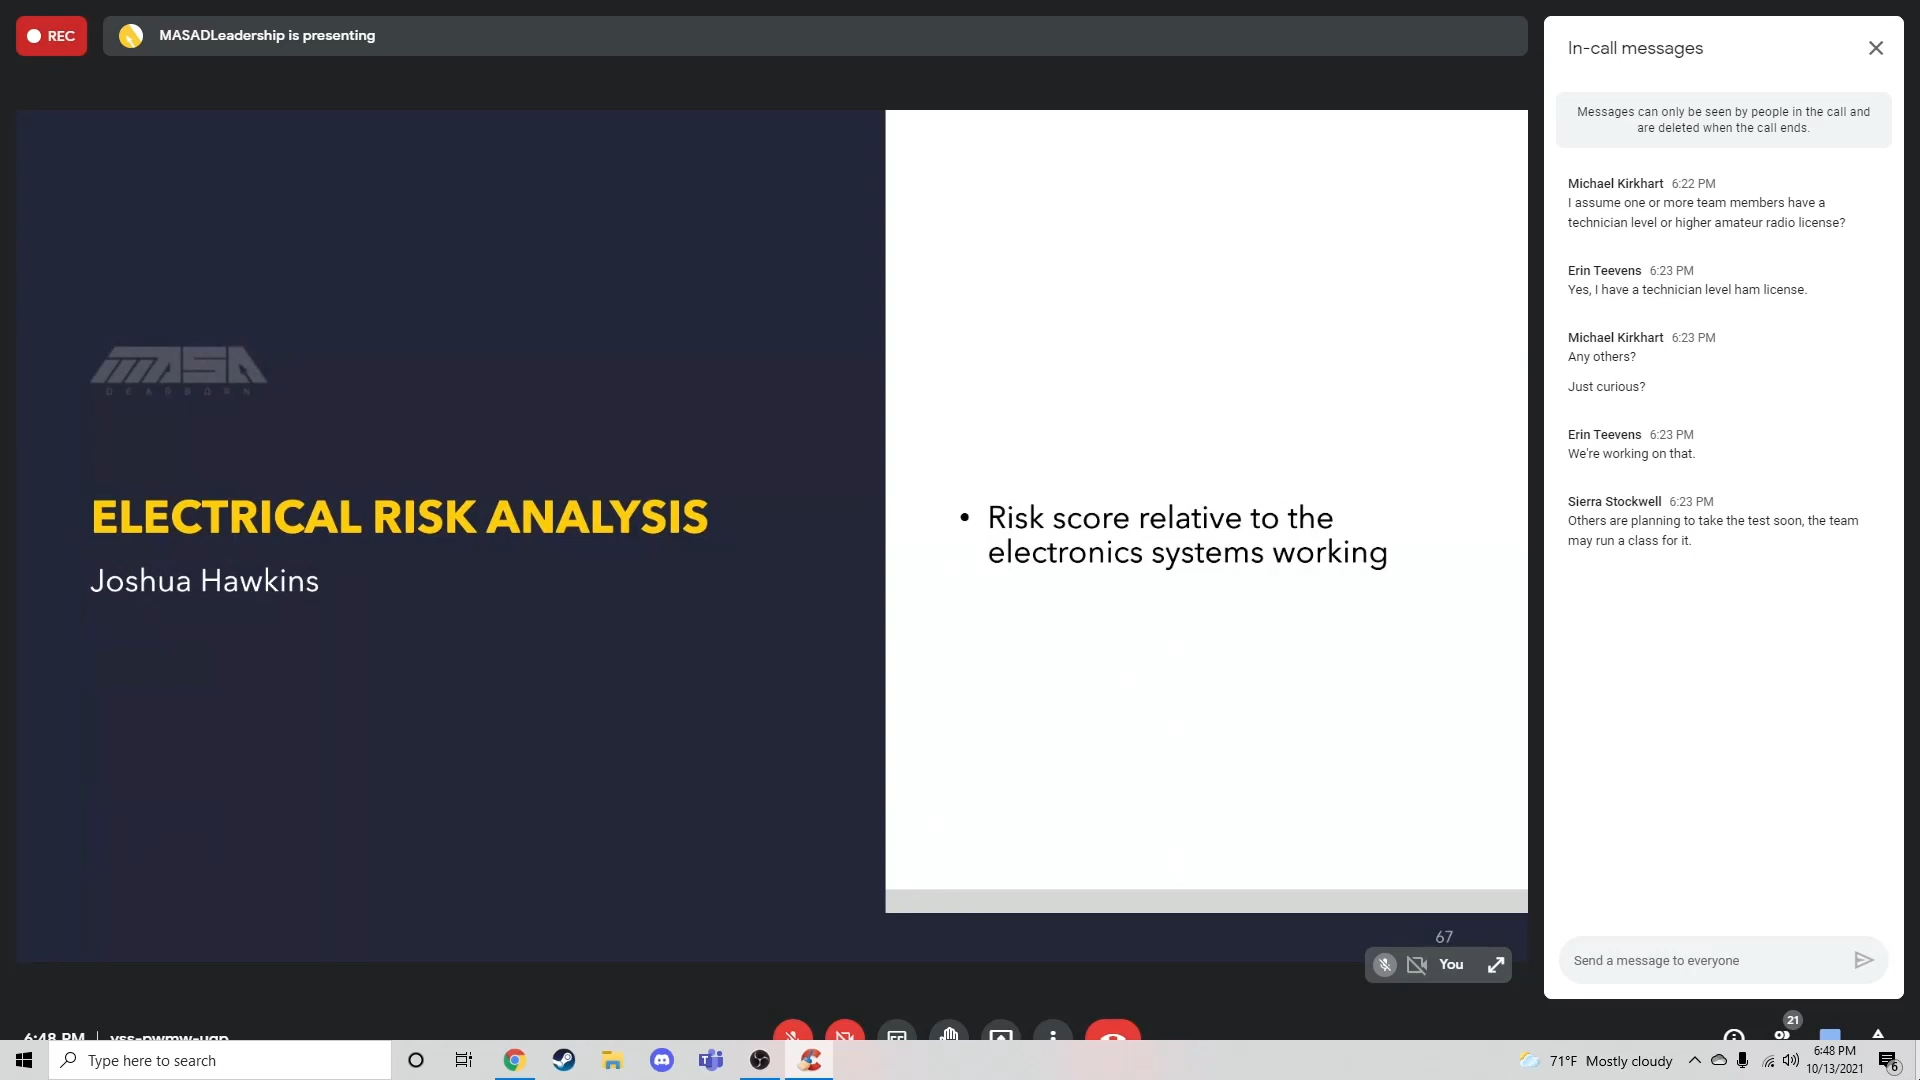 REC
MASADLeadership is presenting
MASA
DEARBORN
ELECTRICAL RISK ANALYSIS
Joshua Hawkins
• Risk score relative to the
electronics systems working
67
You
In-call messages
Messages can only be seen by people in the call and
are deleted when the call ends.
Michael Kirkhart 6:22 PM
I assume one or more team members have a
technician level or higher amateur radio license?
Erin Teevens 6:23 PM
Yes, I have a technician level ham license.
Michael Kirkhart 6:23 PM
Any others?
Just curious?
Erin Teevens 6:23 PM
We're working on that.
Sierra Stockwell 6:23 PM
Others are planning to take the test soon, the team
may run a class for it.
Send a message to everyone
6:48 PM
21
Type here to search
71°F Mostly cloudy
6:48 PM
10/13/2021
6